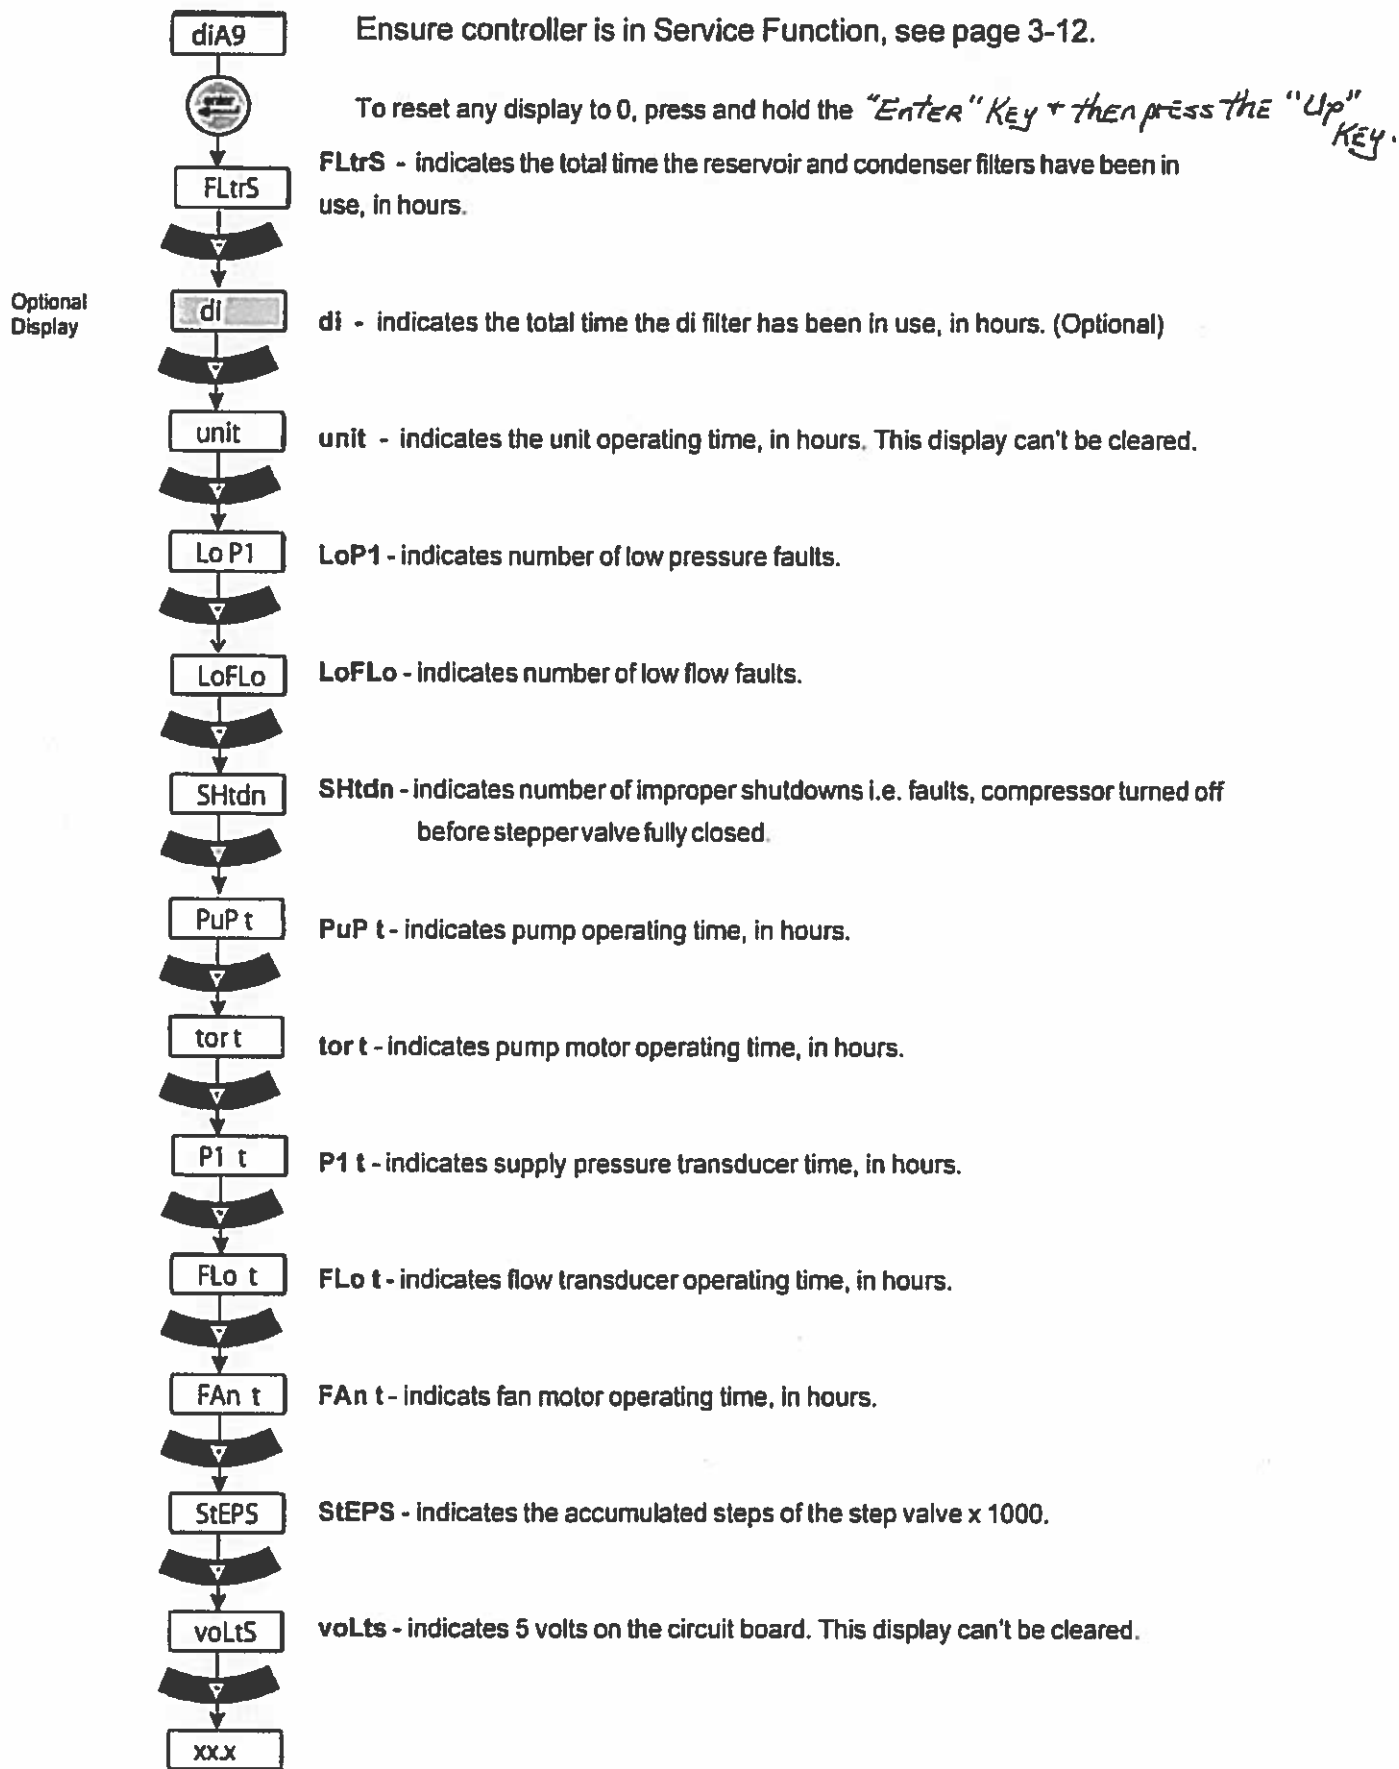 diA9
Ensure controller is in Service Function, see page 3-12.
enter
To reset any display to 0, press and hold the "EnTER" KEy + thEn prEss ThE "Up" KEy.
FLtrS
FLtrS - indicates the total time the reservoir and condenser filters have been in
use, in hours.
Optional
Display
di
di - indicates the total time the di filter has been in use, in hours. (Optional)
unit
unit - indicates the unit operating time, in hours. This display can't be cleared.
Lo P1
LoP1 - indicates number of low pressure faults.
LoFLo
LoFLo - indicates number of low flow faults.
SHtdn
SHtdn - indicates number of improper shutdowns i.e. faults, compressor turned off
before stepper valve fully closed.
PuP t
PuP t - indicates pump operating time, in hours.
tor t
tor t - indicates pump motor operating time, in hours.
P1 t
P1 t - indicates supply pressure transducer time, in hours.
FLo t
FLo t - indicates flow transducer operating time, in hours.
FAn t
FAn t - indicats fan motor operating time, in hours.
StEPS
StEPS - indicates the accumulated steps of the step valve x 1000.
voLtS
voLts - indicates 5 volts on the circuit board. This display can't be cleared.
xx.x